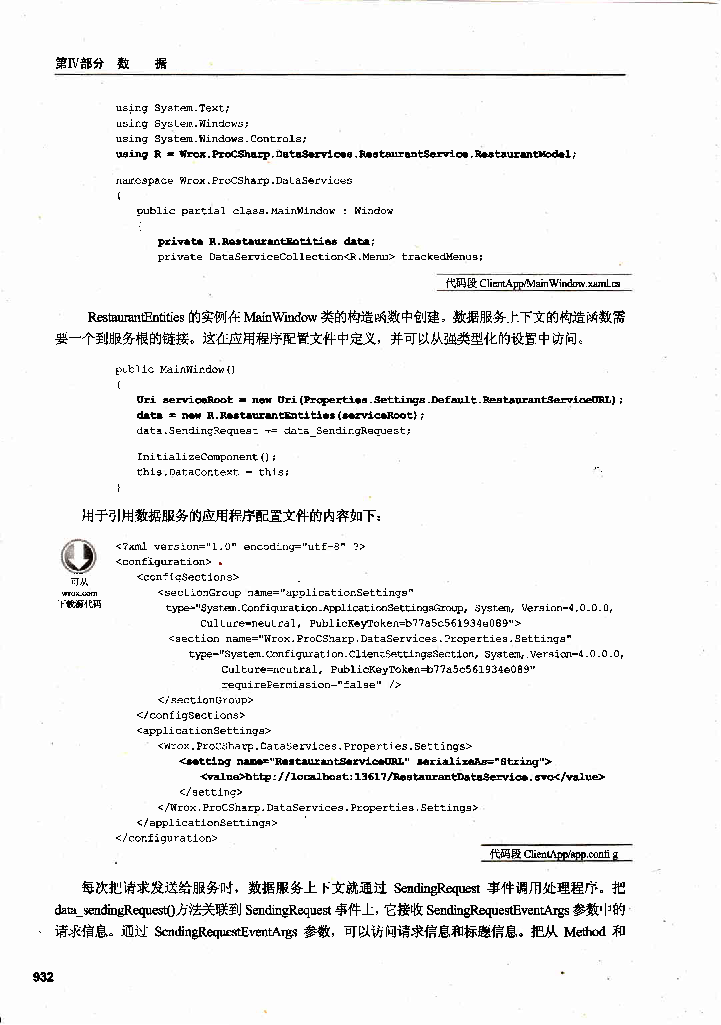 第Ⅳ部分 数 据
using System.Text;
using System.Windows;
using System.Windows.Controls;
using R = Wrox.ProCSharp.DataServices.RestaurantService.RestaurantModel;
namespace Wrox.ProCSharp.DataServices
{
public partial class MainWindow : Window
{
private R.RestaurantEntities data;
private DataServiceCollection<R.Menu> trackedMenus;
代码段 ClientApp/MainWindow.xaml.cs
RestaurantEntities 的实例在 MainWindow 类的构造函数中创建。数据服务上下文的构造函数需
要一个到服务根的链接。这在应用程序配置文件中定义，并可以从强类型化的设置中访问。
public MainWindow()
{
Uri serviceRoot = new Uri(Properties.Settings.Default.RestaurantServiceURL);
data = new R.RestaurantEntities(serviceRoot);
data.SendingRequest += data_SendingRequest;
InitializeComponent();
this.DataContext = this;
}
用于引用数据服务的应用程序配置文件的内容如下：
可从
wrox.com
下载源代码
<?xml version="1.0" encoding="utf-8" ?>
<configuration>
<configSections>
<sectionGroup name="applicationSettings"
type="System.Configuration.ApplicationSettingsGroup, System, Version=4.0.0.0,
Culture=neutral, PublicKeyToken=b77a5c561934e089">
<section name="Wrox.ProCSharp.DataServices.Properties.Settings"
type="System.Configuration.ClientSettingsSection, System, Version=4.0.0.0,
Culture=neutral, PublicKeyToken=b77a5c561934e089"
requirePermission="false" />
</sectionGroup>
</configSections>
<applicationSettings>
<Wrox.ProCSharp.DataServices.Properties.Settings>
<setting name="RestaurantServiceURL" serializeAs="String">
<value>http://localhost:13617/RestaurantDataService.svc</value>
</setting>
</Wrox.ProCSharp.DataServices.Properties.Settings>
</applicationSettings>
</configuration>
代码段 ClientApp/app.config
每次把请求发送给服务时，数据服务上下文就通过 SendingRequest 事件调用处理程序。把
data_sendingRequest()方法关联到 SendingRequest 事件上，它接收 SendingRequestEventArgs 参数中的
请求信息。通过 SendingRequestEventArgs 参数，可以访问请求信息和标题信息。把从 Method 和
932